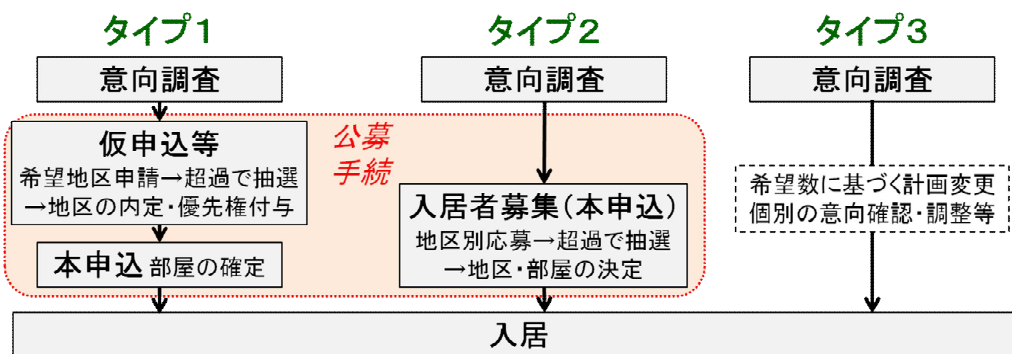 タイプ1
意向調査
仮申込等
希望地区申請→超過で抽選
→地区の内定・優先権付与
本申込 部屋の確定
公募
手続
タイプ2
意向調査
入居者募集(本申込)
地区別応募→超過で抽選
→地区・部屋の決定
タイプ3
意向調査
希望数に基づく計画変更
個別の意向確認・調整等
入居